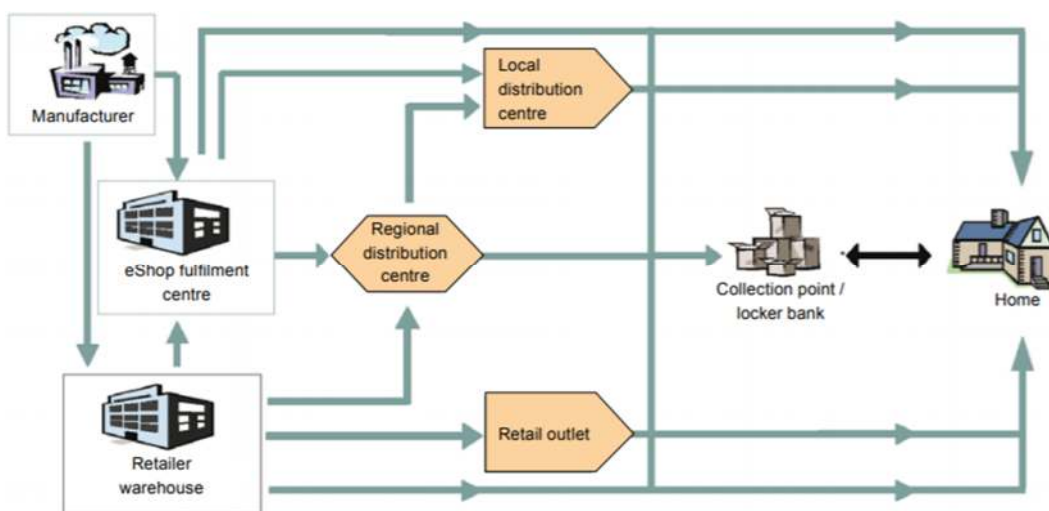 Manufacturer
Local
distribution
centre
eShop fulfilment
centre
Regional
distribution
centre
Collection point /
locker bank
Home
Retailer
warehouse
Retail outlet